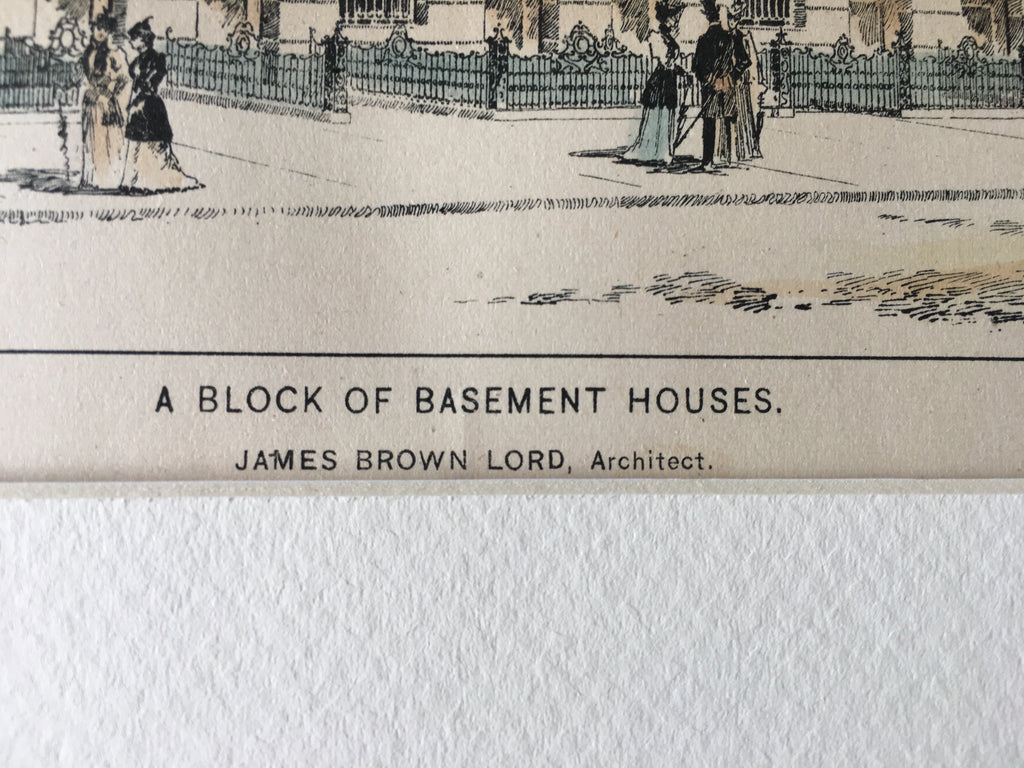 A BLOCK OF BASEMENT HOUSES.
JAMES BROWN LORD, Architect.